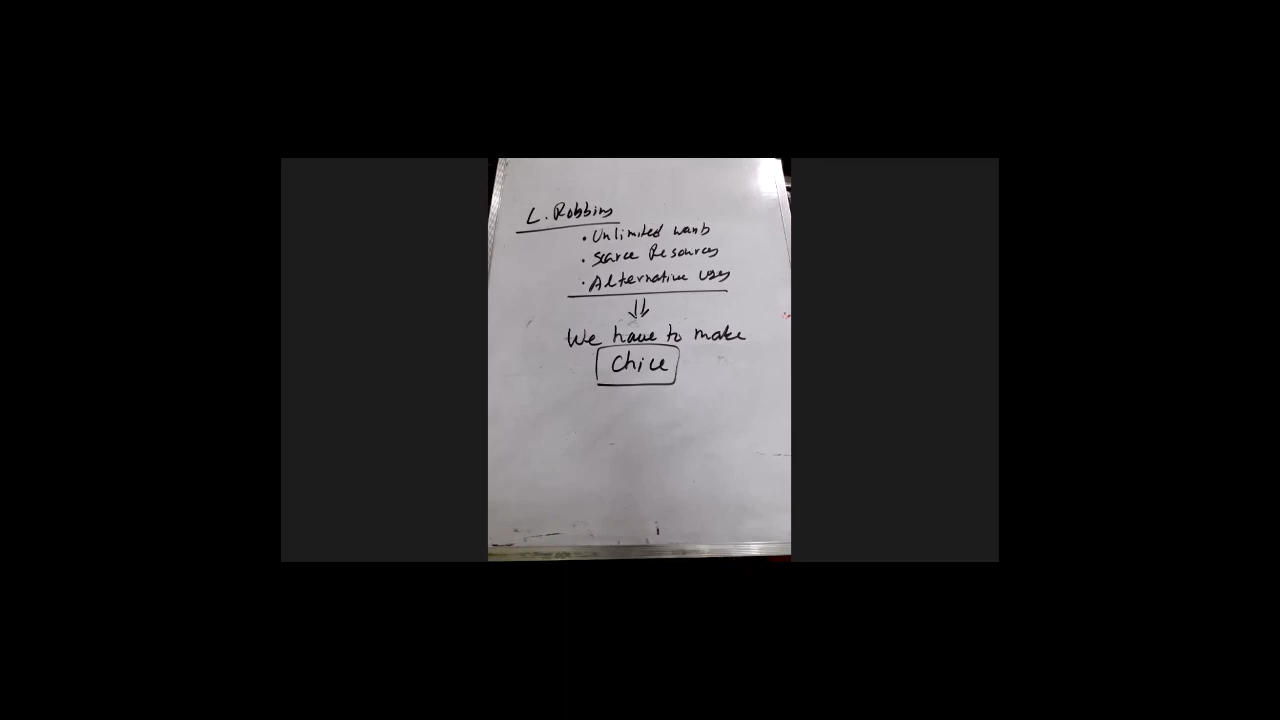 L. Robbins
• Unlimited wants
• Scarce Resources
• Alternative uses
⇓
We have to make
Chice